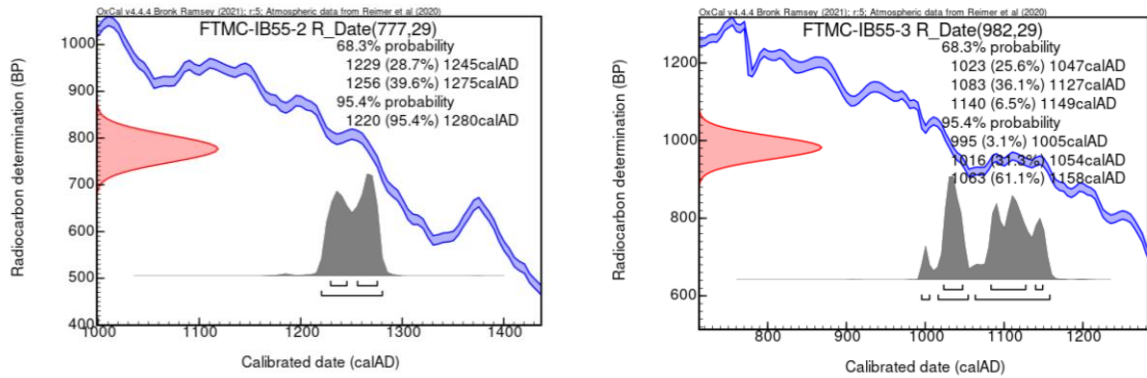 OxCal v4.4.4 Bronk Ramsey (2021); r:5; Atmospheric data from Reimer et al (2020)
FTMC-IB55-2 R_Date(777,29)
68.3% probability
1229 (28.7%) 1245calAD
1256 (39.6%) 1275calAD
95.4% probability
1220 (95.4%) 1280calAD
Radiocarbon determination (BP)
1000
900
800
700
600
500
400
1000
1100
1200
1300
1400
Calibrated date (calAD)
OxCal v4.4.4 Bronk Ramsey (2021); r:5; Atmospheric data from Reimer et al (2020)
FTMC-IB55-3 R_Date(982,29)
68.3% probability
1023 (25.6%) 1047calAD
1083 (36.1%) 1127calAD
1140 (6.5%) 1149calAD
95.4% probability
995 (3.1%) 1005calAD
1016 (31.3%) 1054calAD
1063 (61.1%) 1158calAD
Radiocarbon determination (BP)
1200
1000
800
600
800
900
1000
1100
1200
Calibrated date (calAD)